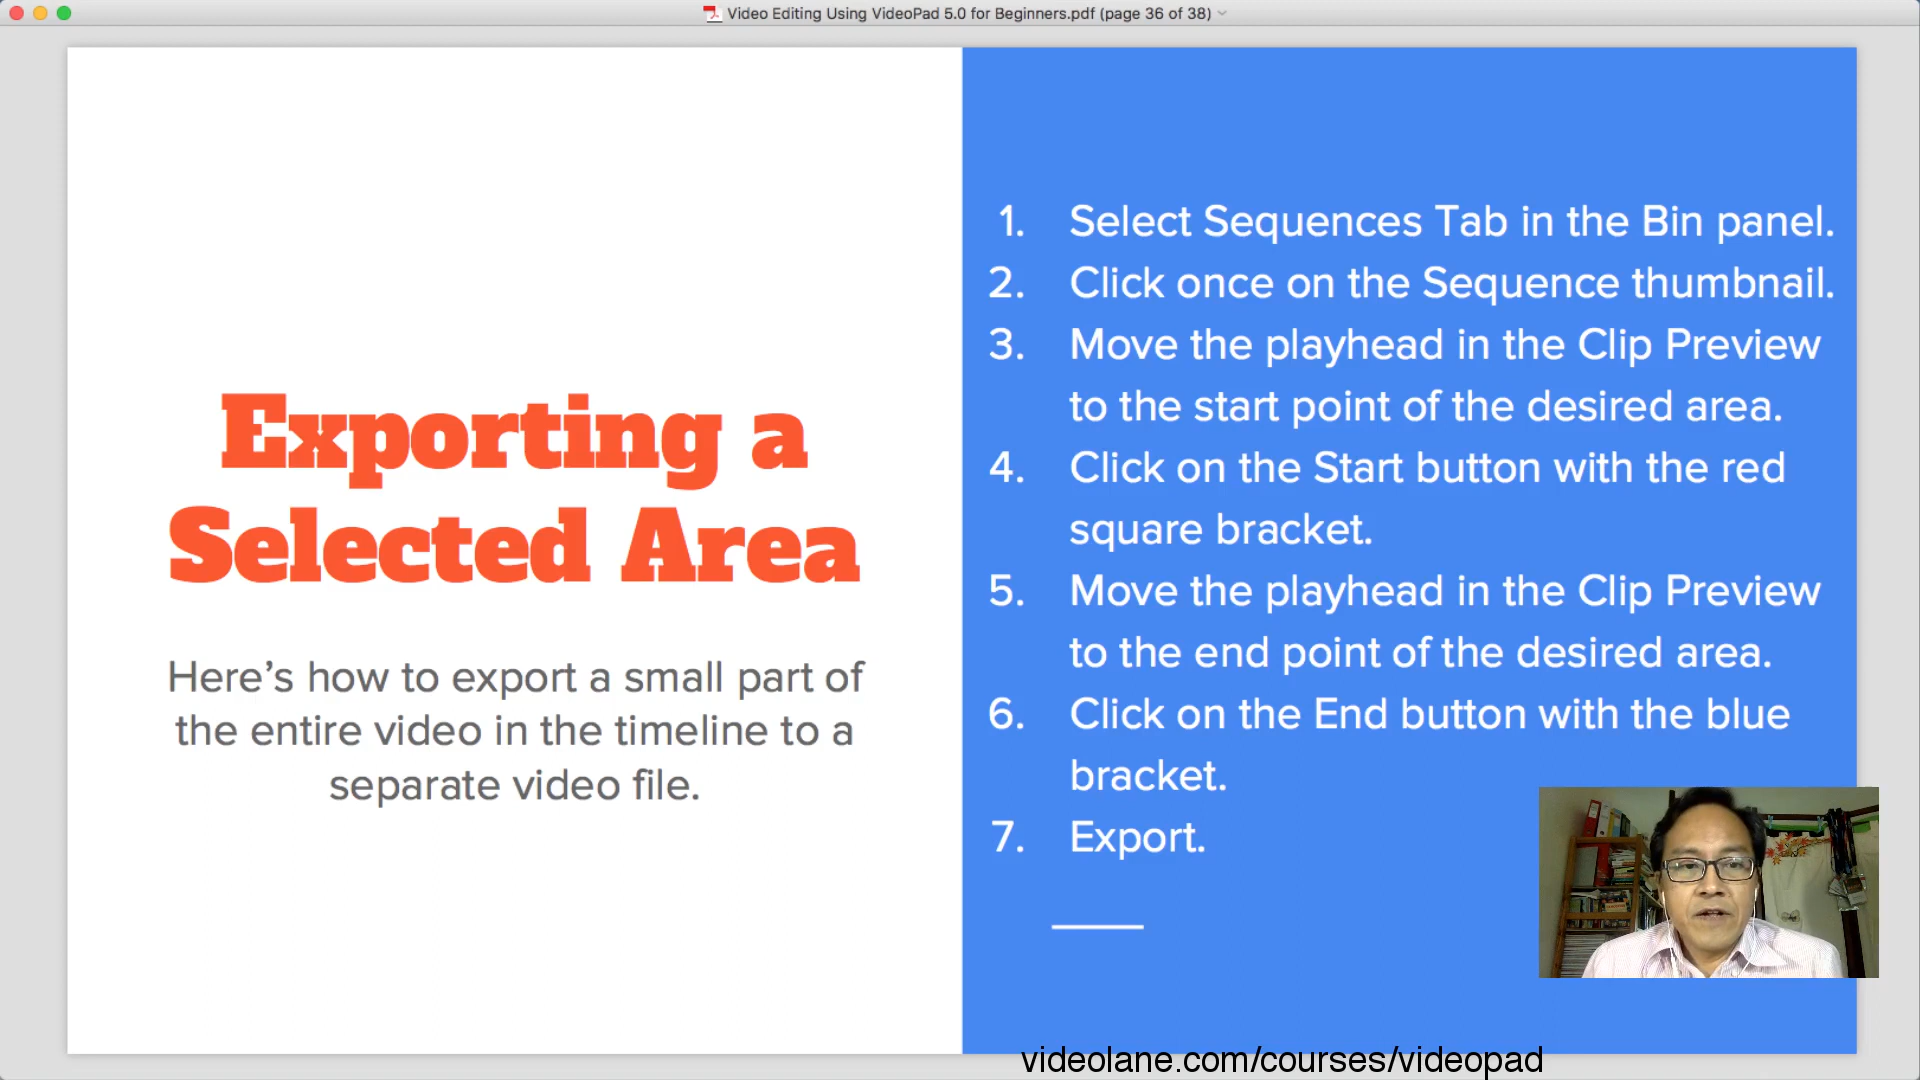 Video Editing Using VideoPad 5.0 for Beginners.pdf (page 36 of 38)
Exporting a
Selected Area
Here’s how to export a small part of
the entire video in the timeline to a
separate video file.
1. Select Sequences Tab in the Bin panel.
2. Click once on the Sequence thumbnail.
3. Move the playhead in the Clip Preview
to the start point of the desired area.
4. Click on the Start button with the red
square bracket.
5. Move the playhead in the Clip Preview
to the end point of the desired area.
6. Click on the End button with the blue
bracket.
7. Export.
videolane.com/courses/videopad